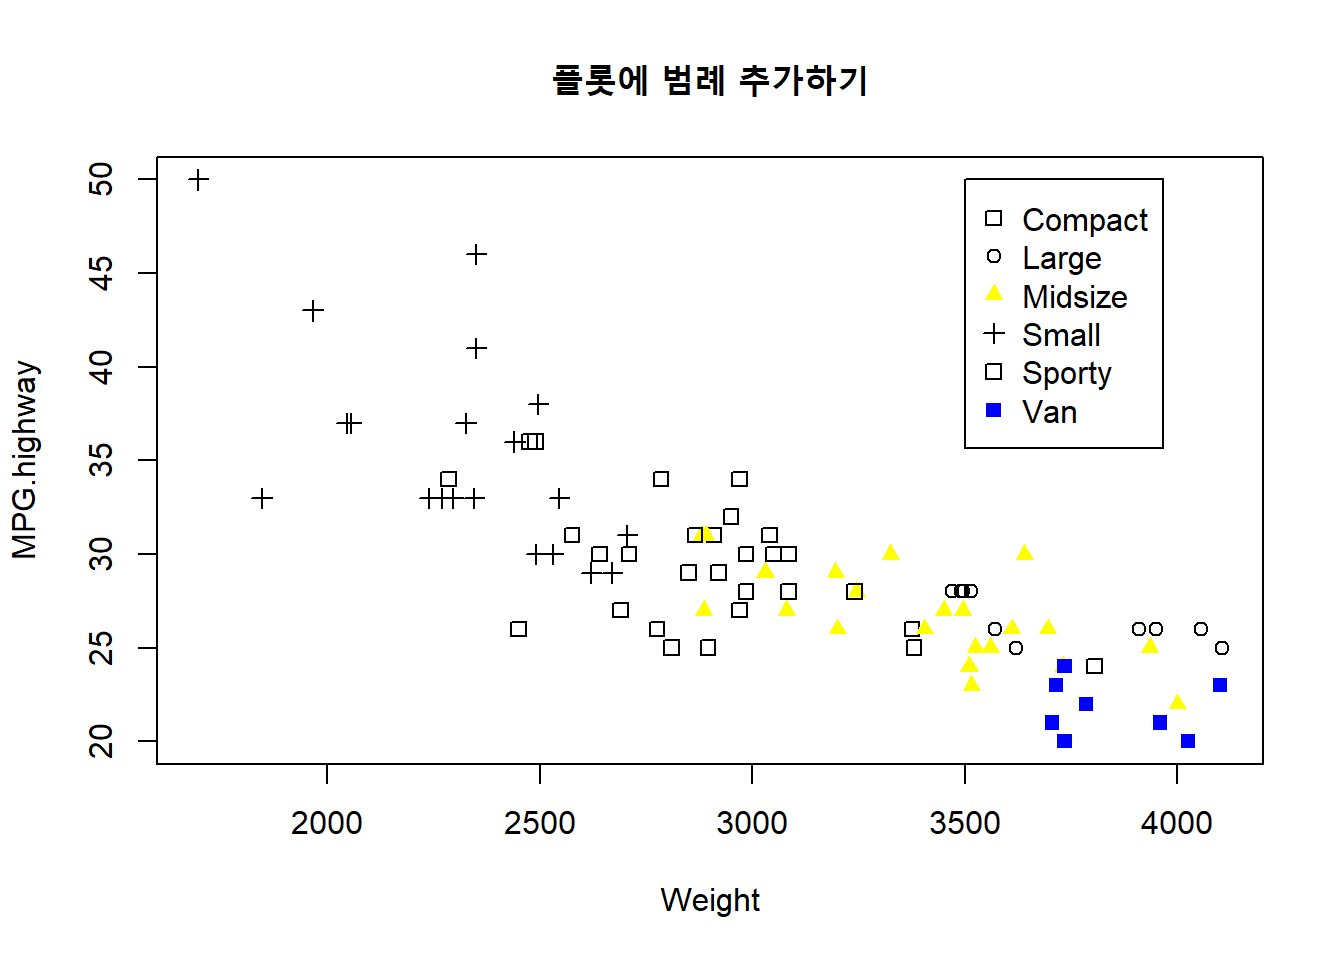 플롯에 범례 추가하기
50
45
40
35
30
25
20
MPG.highway
Compact
Large
Midsize
Small
Sporty
Van
2000 2500 3000 3500 4000
Weight